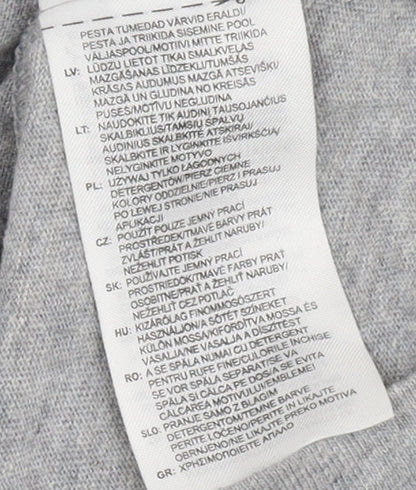 PESTA TUMEDAD VÄRVID ERALDU
PESTA JA TRIIKIDA SISEMINE POOL
VÄLJASPOOL/MOTIIVI MITTE TRIIKIDA
LV: LŪDZU LIETOT TIKAI SMALKVEĻAS
MAZGĀŠANAS LĪDZEKLI/TUMŠĀS
KRĀSAS AUDUMUS MAZGĀ ATSEVIŠĶI
MAZGĀ UN GLUDINA NO KREISĀS
PUSES/MOTĪVU NEGLUDINA
LT: NAUDOKITE TIK AUDINĮ TAUSOJANČIUS
SKALBIKLIUS/TAMSIŲ SPALVŲ
AUDINIUS SKALBKITE ATSKIRAI/
SKALBKITE IR LYGINKITE IŠVIRKŠČIĄ/
NELYGINKITE MOTYVO
PL: UŻYWAJ TYLKO ŁAGODNYCH
DETERGENTÓW/PIERZ CIEMNE
KOLORY ODDZIELNIE/PIERZ I PRASUJ
PO LEWEJ STRONIE/NIE PRASUJ
APLIKACJI
CZ: POUŽÍT POUZE JEMNÝ PRACÍ
PROSTŘEDEK/TMAVÉ BARVY PRÁT
ZVLÁŠŤ/PRÁT A ŽEHLIT NARUBY/
NEŽEHLIT POTISK
SK: POUŽÍVAJTE JEMNÝ PRACÍ
PROSTRIEDOK/TMAVÉ FARBY PRAŤ
OSOBITNE/PRAŤ A ŽEHLIŤ NARUBY/
NEŽEHLIŤ CEZ POTLAČ
HU: KIZÁRÓLAG FINOMMOSÓSZERT
HASZNÁLJON/A SÖTÉT SZÍNEKET
KÜLÖN MOSSA/KIFORDÍTVA MOSSA ÉS
VASALJA/NE VASALJA A DÍSZÍTÉST
RO: A SE SPĂLA NUMAI CU DETERGENT
PENTRU RUFE FINE/CULORILE ÎNCHISE
SE VOR SPĂLA SEPARAT/SE VA
SPĂLA ȘI CĂLCA PE DOS/A SE EVITA
CĂLCAREA MOTIVULUI/EMBLEMEI
SLO: PRANJE SAMO Z BLAGIM
DETERGENTOM/TEMNE BARVE
PERITE LOČENO/PERITE IN LIKAJTE
OBRNJENO/NE LIKAJTE PREKO MOTIVA
GR: ΧΡΗΣΙΜΟΠΟΙΕΙΤΕ ΑΠΛΟ